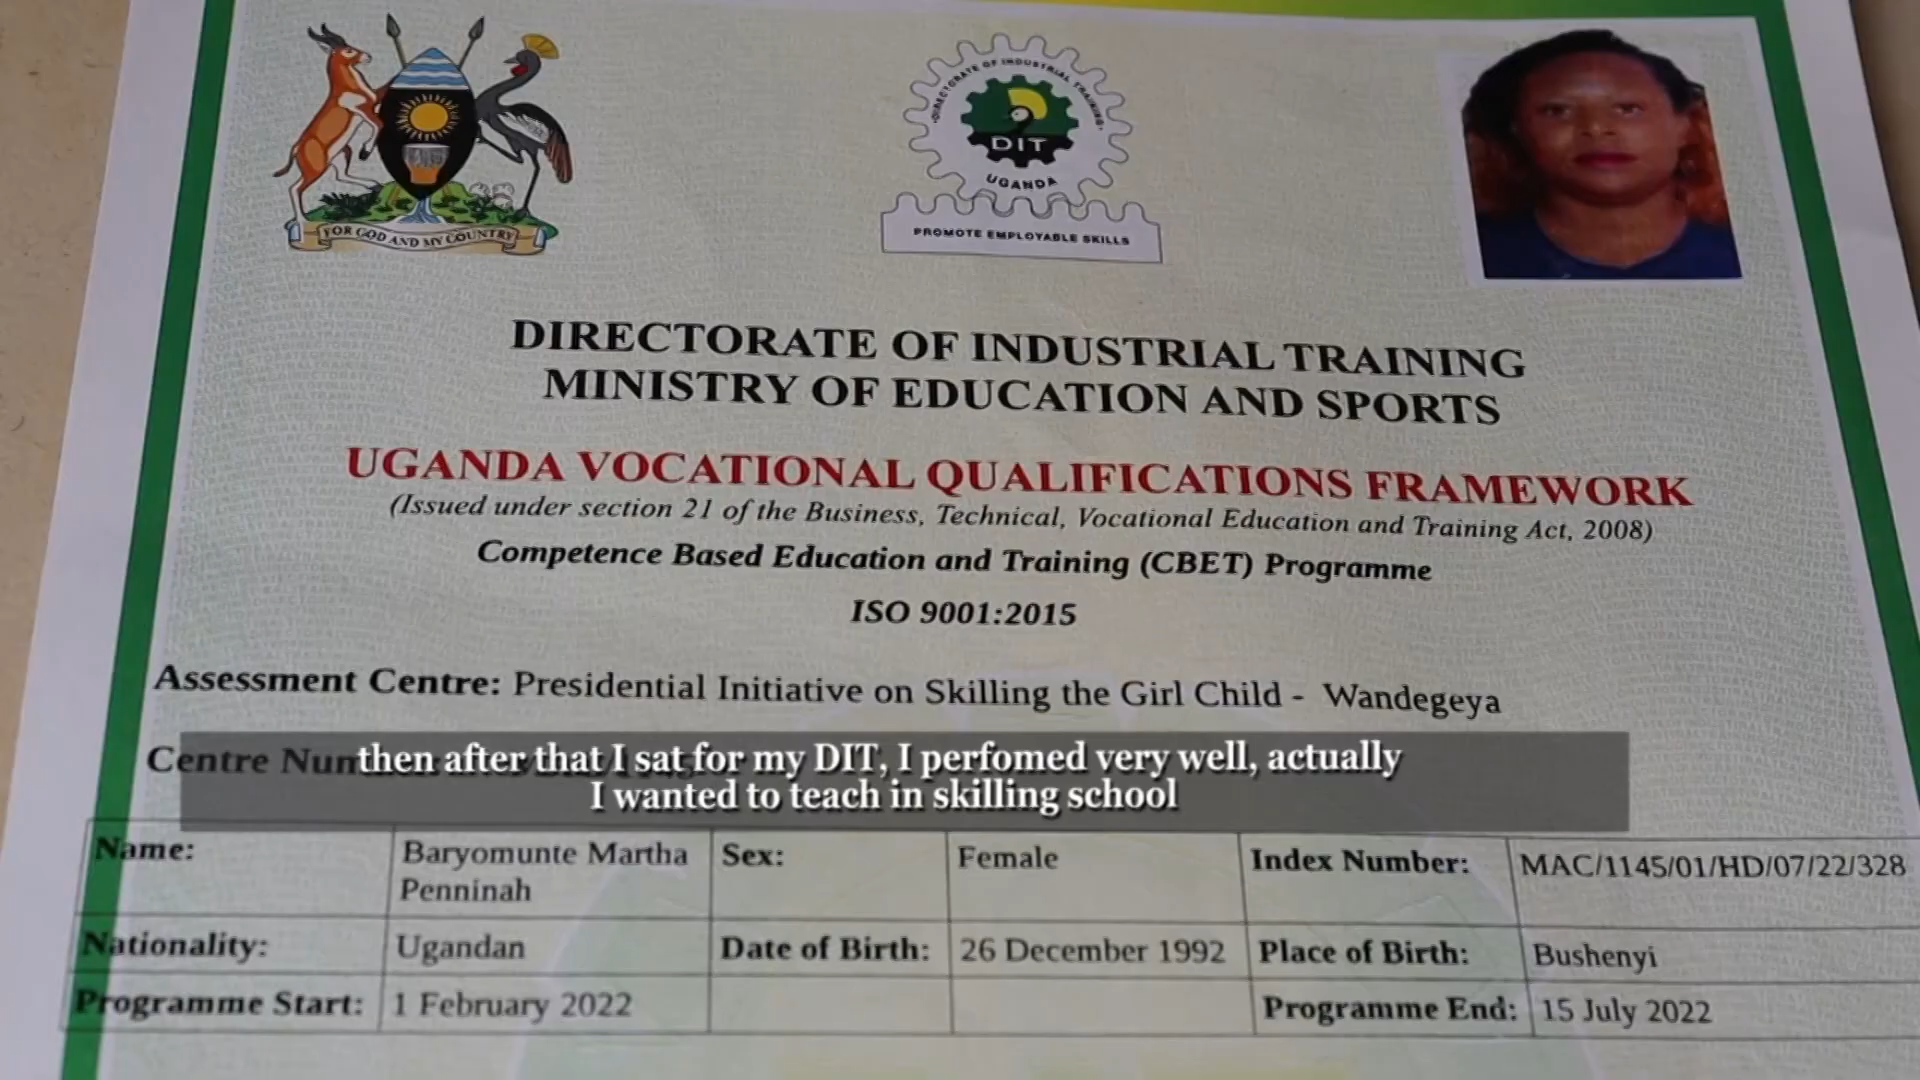 FOR GOD AND MY COUNTRY
DIRECTORATE OF INDUSTRIAL TRAINING
DIT
UGANDA
PROMOTE EMPLOYABLE SKILLS
DIRECTORATE OF INDUSTRIAL TRAINING
MINISTRY OF EDUCATION AND SPORTS
UGANDA VOCATIONAL QUALIFICATIONS FRAMEWORK
(Issued under section 21 of the Business, Technical, Vocational Education and Training Act, 2008)
Competence Based Education and Training (CBET) Programme
ISO 9001:2015
Assessment Centre: Presidential Initiative on Skilling the Girl Child - Wandegeya
Centre
then after that I sat for my DIT, I perfomed very well, actually
I wanted to teach in skilling school
Name: Baryomunte Martha Sex: Female Index Number: MAC/1145/01/HD/07/22/328
Penninah
Nationality: Ugandan Date of Birth: 26 December 1992 Place of Birth: Bushenyi
Programme Start: 1 February 2022 Programme End: 15 July 2022